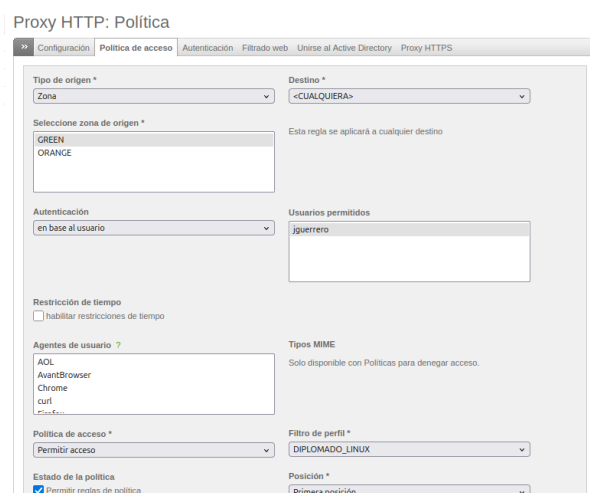 Proxy HTTP: Política
» Configuración Política de acceso Autenticación Filtrado web Unirse al Active Directory Proxy HTTPS
Tipo de origen * Destino *
Zona <CUALQUIERA>
Seleccione zona de origen *
GREEN Esta regla se aplicará a cualquier destino
ORANGE
Autenticación Usuarios permitidos
en base al usuario jguerrero
Restricción de tiempo
habilitar restricciones de tiempo
Agentes de usuario ? Tipos MIME
AOL Solo disponible con Políticas para denegar acceso.
AvantBrowser
Chrome
curl
Firefox
Política de acceso * Filtro de perfil *
Permitir acceso DIPLOMADO_LINUX
Estado de la política Posición *
Permitir reglas de política Primera posición